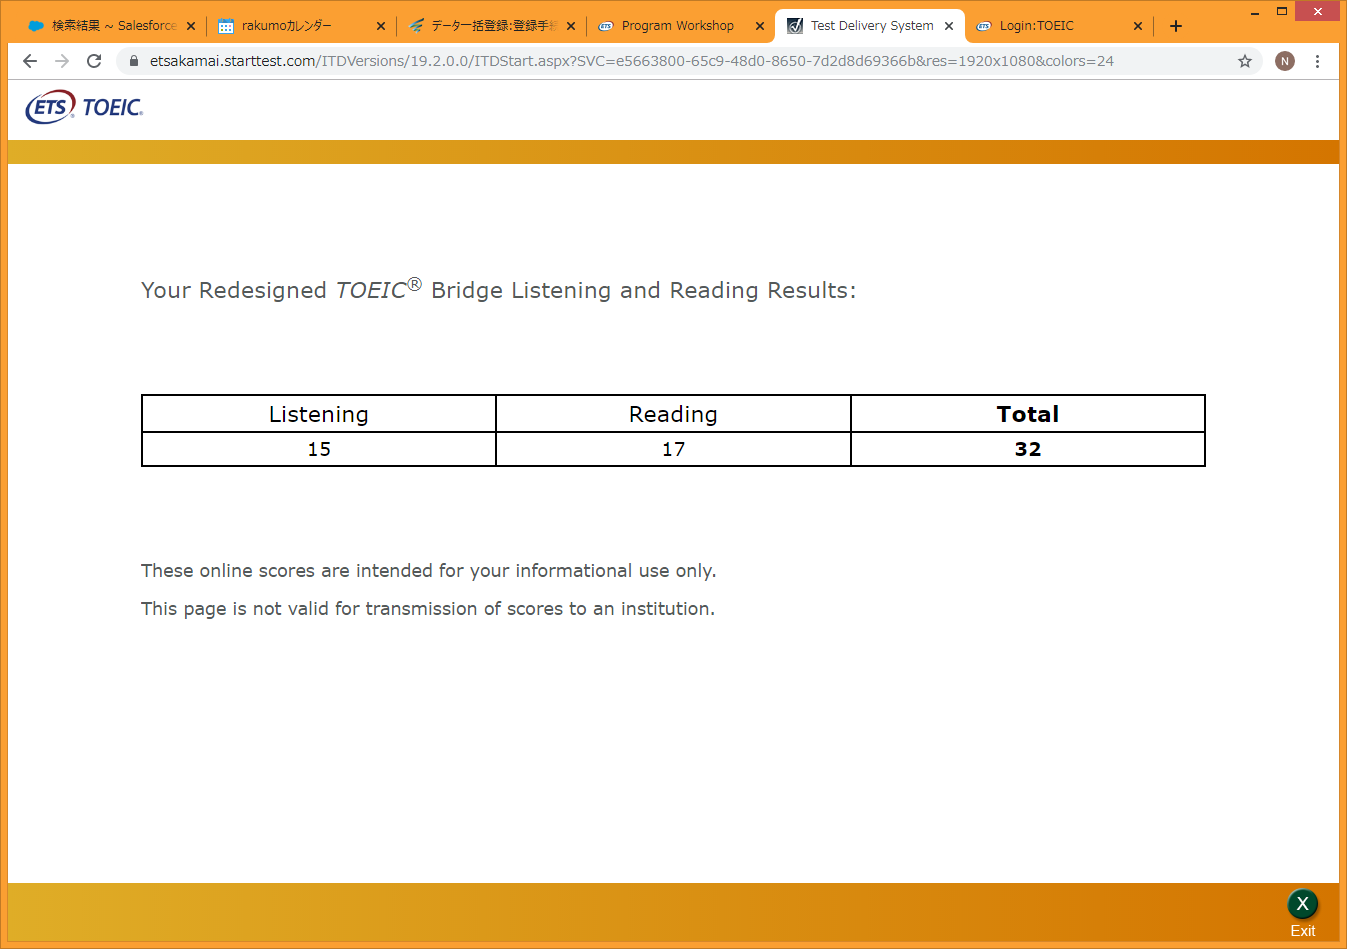 検索結果 ~ Salesforce
rakumoカレンダー
データ一括登録:登録手
Program Workshop
Test Delivery System
Login:TOEIC
etsakamai.starttest.com/ITDVersions/19.2.0.0/ITDStart.aspx?SVC=e5663800-65c9-48d0-8650-7d2d8d69366b&res=1920x1080&colors=24
N
ETS® TOEIC®
Your Redesigned TOEIC® Bridge Listening and Reading Results:
Listening Reading Total
15 17 32
These online scores are intended for your informational use only.
This page is not valid for transmission of scores to an institution.
X
Exit